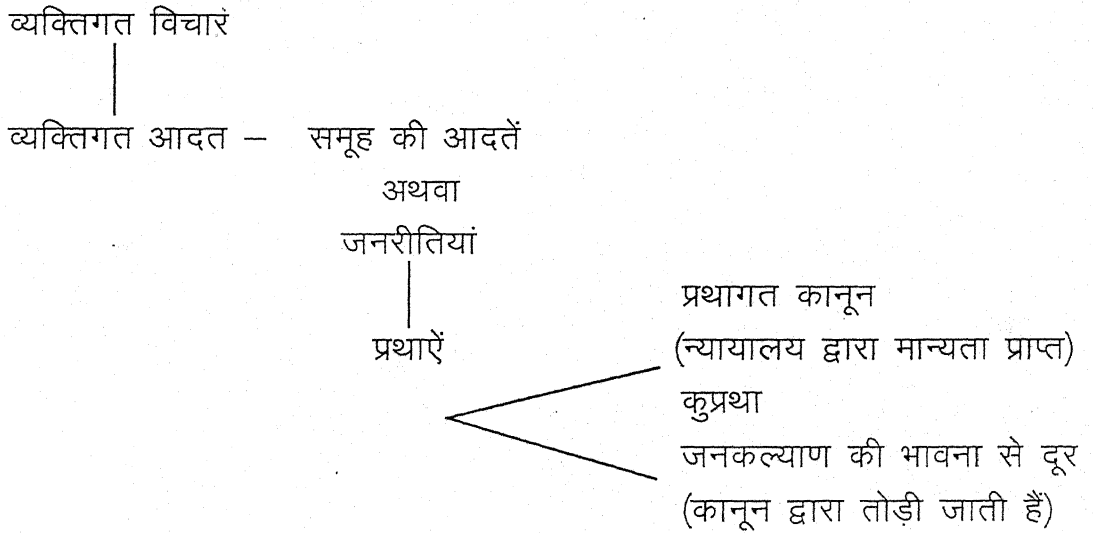 व्यक्तिगत विचारं
व्यक्तिगत आदत – समूह की आदतें
अथवा
जनरीतियां
प्रथाऐं
प्रथागत कानून
(न्यायालय द्वारा मान्यता प्राप्त)
कुप्रथा
जनकल्याण की भावना से दूर
(कानून द्वारा तोड़ी जाती हैं)